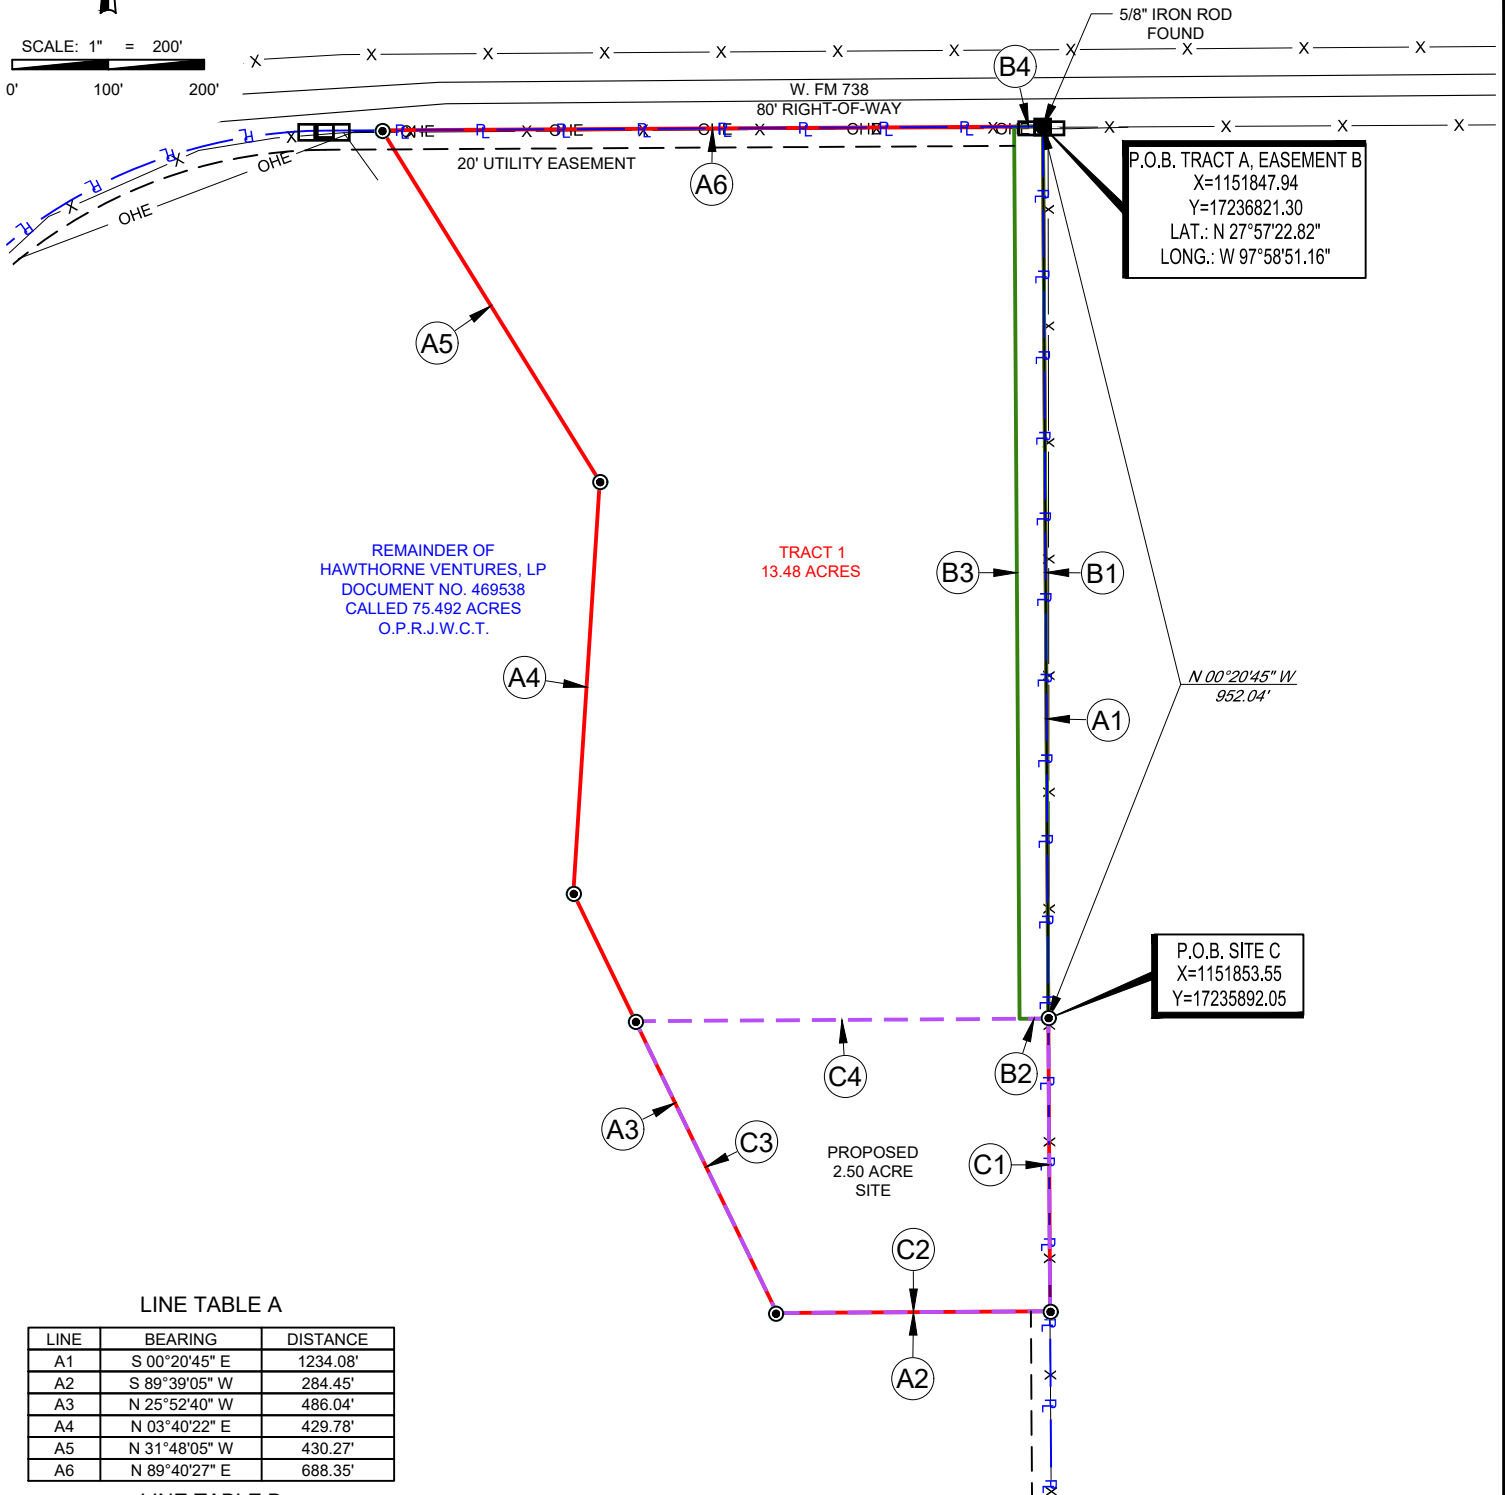 5/8" IRON ROD
FOUND
SCALE: 1" = 200'
0' 100' 200'
B4
W. FM 738
80' RIGHT-OF-WAY
OHE OHE OHE OHE
20' UTILITY EASEMENT
OHE
OHE
A6
P.O.B. TRACT A, EASEMENT B
X=1151847.94
Y=17236821.30
LAT.: N 27°57'22.82"
LONG.: W 97°58'51.16"
A5
REMAINDER OF
HAWTHORNE VENTURES, LP
DOCUMENT NO. 469538
CALLED 75.492 ACRES
O.P.R.J.W.C.T.
TRACT 1
13.48 ACRES
B3
B1
A4
N 00°20'45" W
952.04'
A1
P.O.B. SITE C
X=1151853.55
Y=17235892.05
C4
B2
A3
C3
PROPOSED
2.50 ACRE
SITE
C1
C2
A2
LINE TABLE A
LINE BEARING DISTANCE
A1 S 00°20'45" E 1234.08'
A2 S 89°39'05" W 284.45'
A3 N 25°52'40" W 486.04'
A4 N 03°40'22" E 429.78'
A5 N 31°48'05" W 430.27'
A6 N 89°40'27" E 688.35'